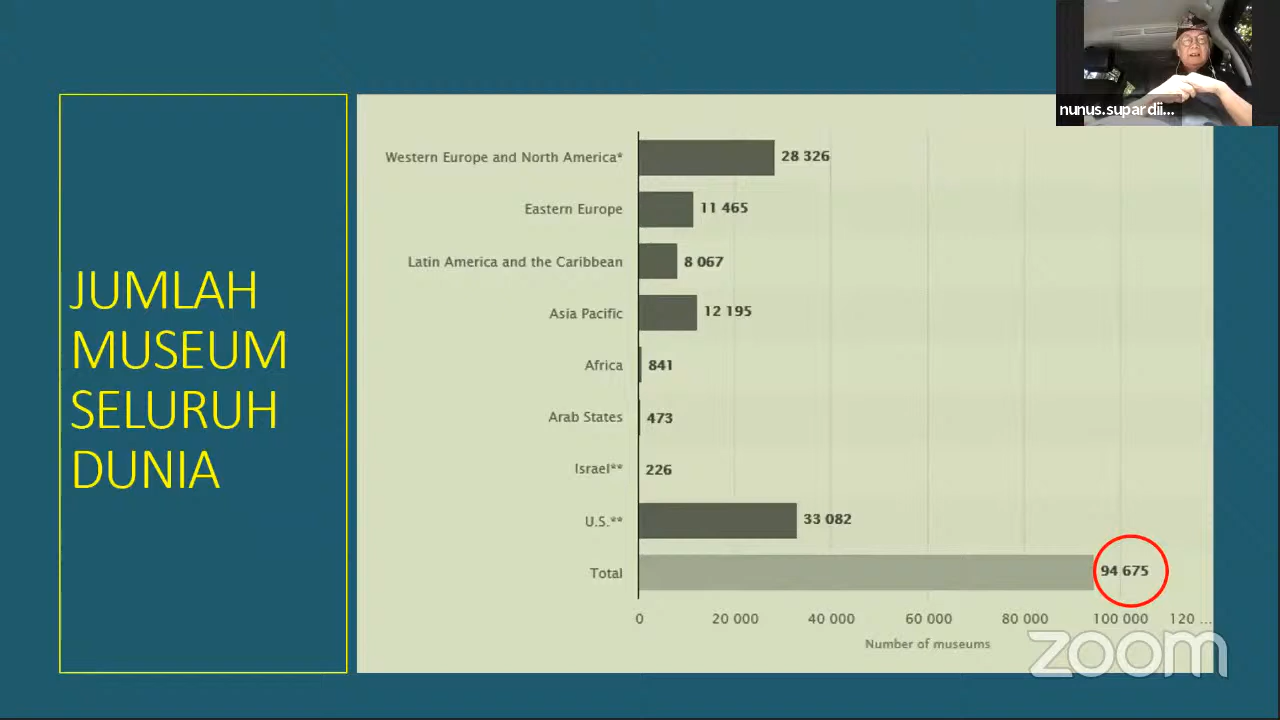 nunus.supardii...
JUMLAH
MUSEUM
SELURUH
DUNIA
Western Europe and North America* 28 326
Eastern Europe 11 465
Latin America and the Caribbean 8 067
Asia Pacific 12 195
Africa 841
Arab States 473
Israel** 226
U.S.** 33 082
Total 94 675
0 20 000 40 000 60 000 80 000 100 000 120 ...
Number of museums
zoom